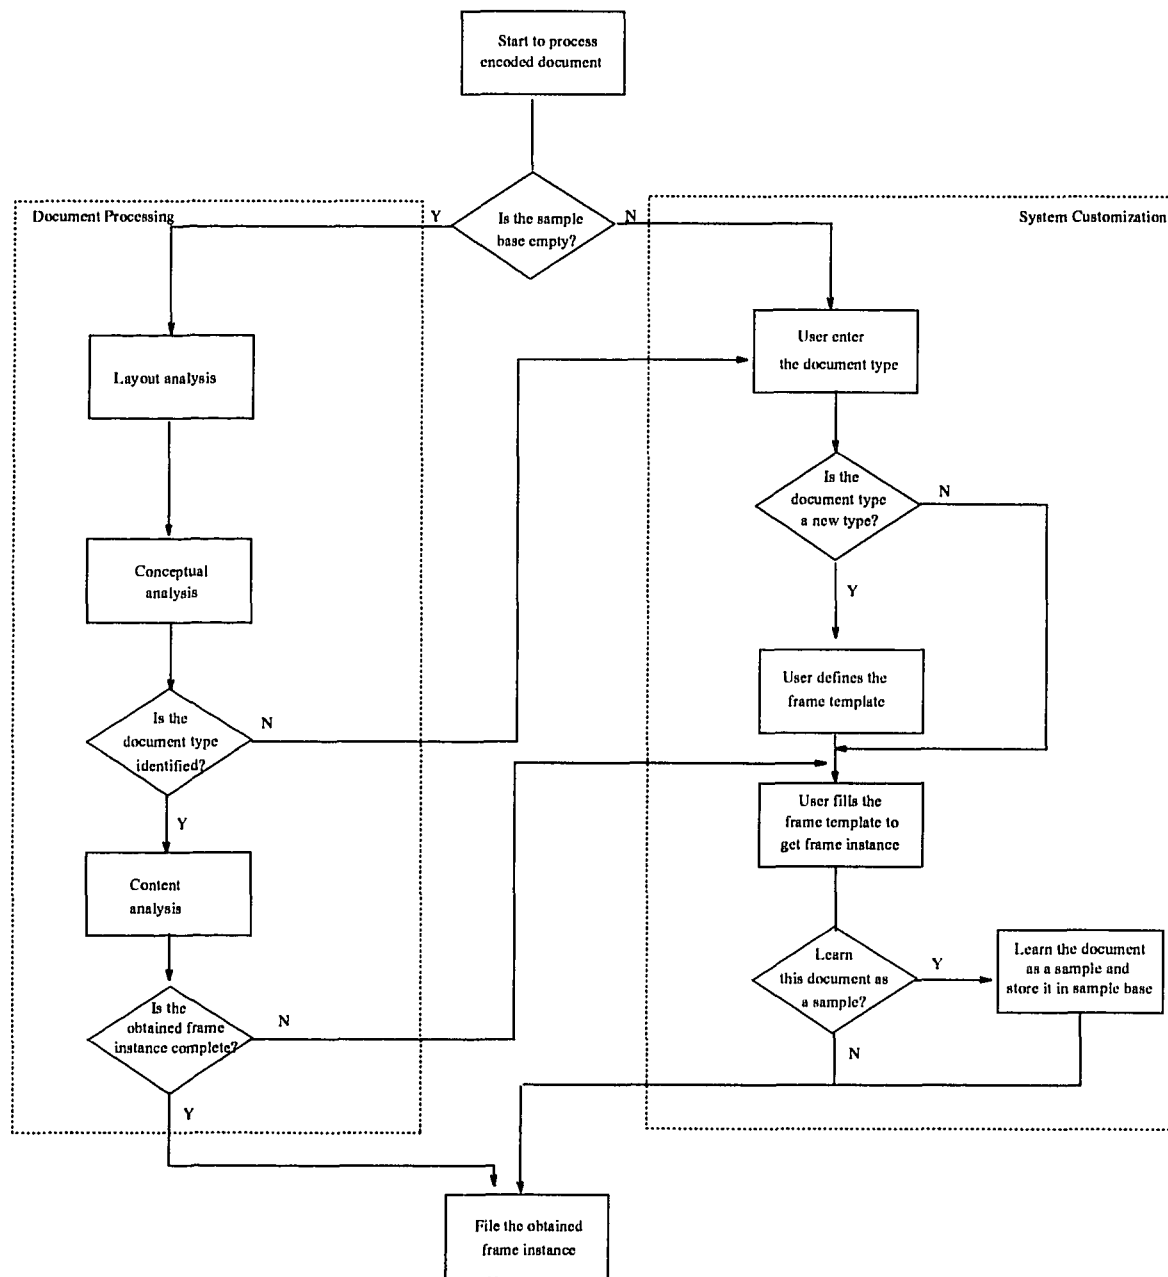 Start to process
encoded document
Is the sample
base empty?
Y
N
Document Processing
System Customization
Layout analysis
Conceptual
analysis
Is the
document type
identified?
N
Y
Content
analysis
Is the
obtained frame
instance complete?
N
Y
User enter
the document type
Is the
document type
a new type?
N
Y
User defines the
frame template
User fills the
frame template to
get frame instance
Learn
this document as
a sample?
Y
N
Learn the document
as a sample and
store it in sample base
File the obtained
frame instance